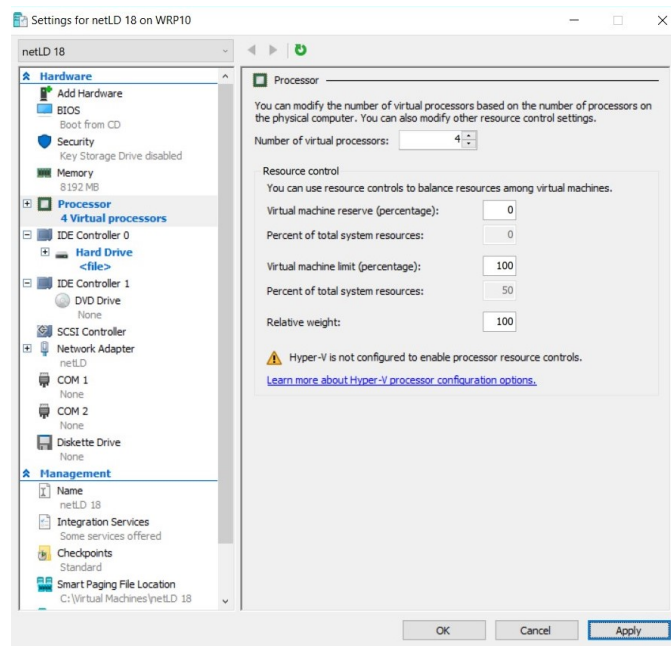 Settings for netLD 18 on WRP10
netLD 18
Hardware
Add Hardware
BIOS
Boot from CD
Security
Key Storage Drive disabled
Memory
8192 MB
Processor
4 Virtual processors
IDE Controller 0
Hard Drive
<file>
IDE Controller 1
DVD Drive
None
SCSI Controller
Network Adapter
netLD
COM 1
None
COM 2
None
Diskette Drive
None
Management
Name
netLD 18
Integration Services
Some services offered
Checkpoints
Standard
Smart Paging File Location
C:\Virtual Machines\netLD 18
Processor
You can modify the number of virtual processors based on the number of processors on
the physical computer. You can also modify other resource control settings.
Number of virtual processors: 4
Resource control
You can use resource controls to balance resources among virtual machines.
Virtual machine reserve (percentage): 0
Percent of total system resources: 0
Virtual machine limit (percentage): 100
Percent of total system resources: 50
Relative weight: 100
Hyper-V is not configured to enable processor resource controls.
Learn more about Hyper-V processor configuration options.
OK Cancel Apply